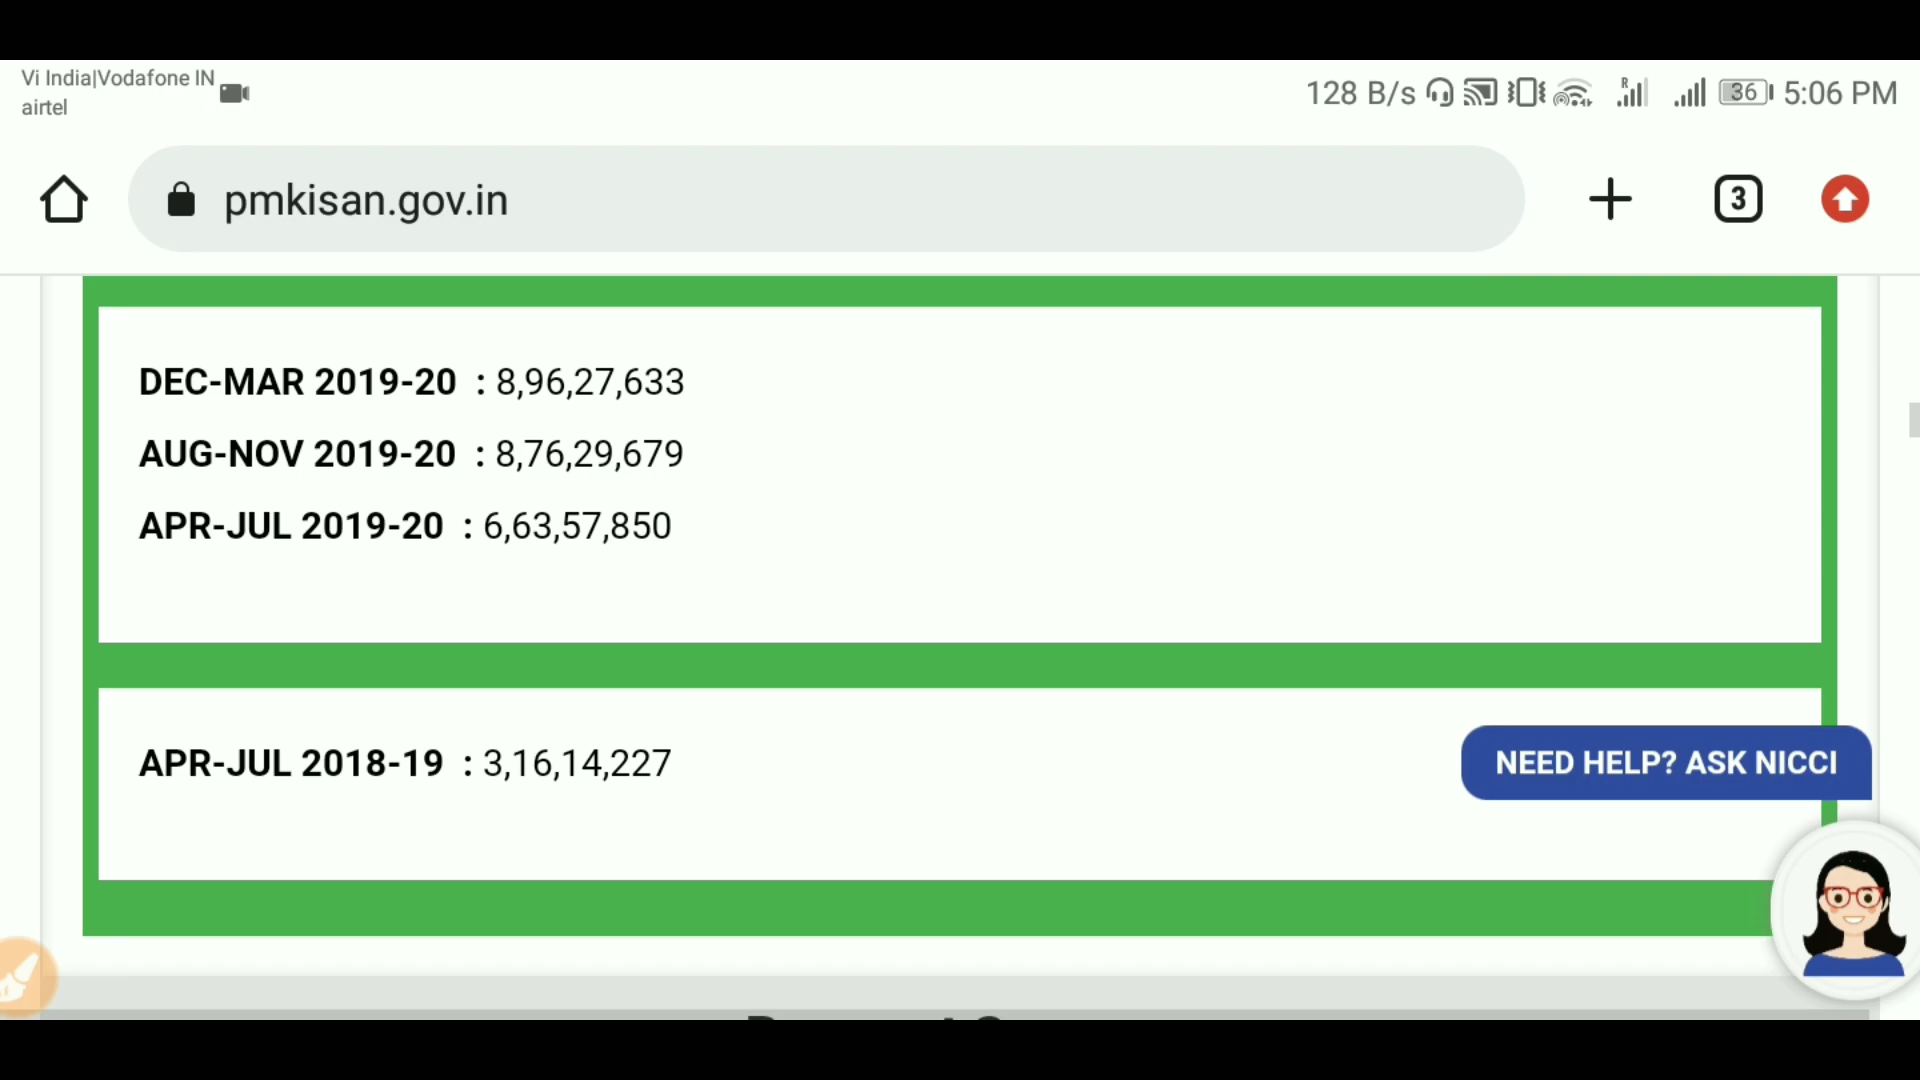 Vi India|Vodafone IN
airtel
128 B/s
R
36
5:06 PM
pmkisan.gov.in
3
DEC-MAR 2019-20 : 8,96,27,633
AUG-NOV 2019-20 : 8,76,29,679
APR-JUL 2019-20 : 6,63,57,850
APR-JUL 2018-19 : 3,16,14,227
NEED HELP? ASK NICCI